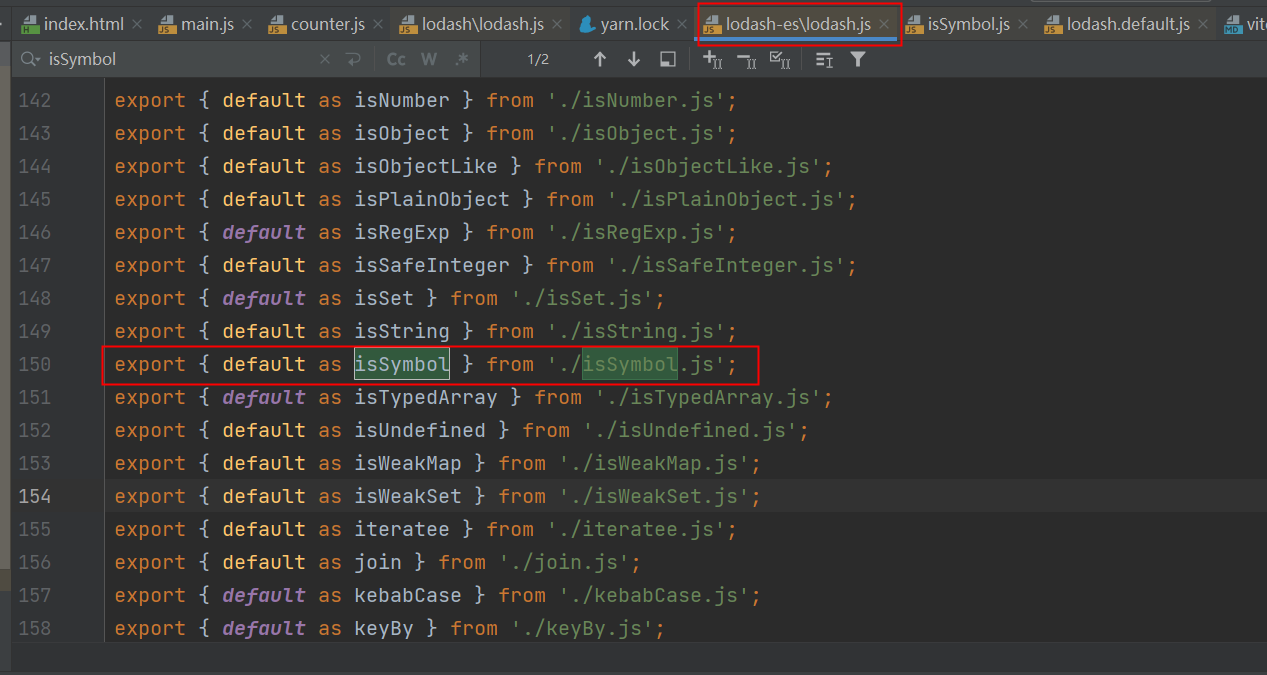 index.html main.js counter.js lodash\lodash.js yarn.lock lodash-es\lodash.js isSymbol.js lodash.default.js
isSymbol Cc W .* 1/2
142 export { default as isNumber } from './isNumber.js';
143 export { default as isObject } from './isObject.js';
144 export { default as isObjectLike } from './isObjectLike.js';
145 export { default as isPlainObject } from './isPlainObject.js';
146 export { default as isRegExp } from './isRegExp.js';
147 export { default as isSafeInteger } from './isSafeInteger.js';
148 export { default as isSet } from './isSet.js';
149 export { default as isString } from './isString.js';
150 export { default as isSymbol } from './isSymbol.js';
151 export { default as isTypedArray } from './isTypedArray.js';
152 export { default as isUndefined } from './isUndefined.js';
153 export { default as isWeakMap } from './isWeakMap.js';
154 export { default as isWeakSet } from './isWeakSet.js';
155 export { default as iteratee } from './iteratee.js';
156 export { default as join } from './join.js';
157 export { default as kebabCase } from './kebabCase.js';
158 export { default as keyBy } from './keyBy.js';